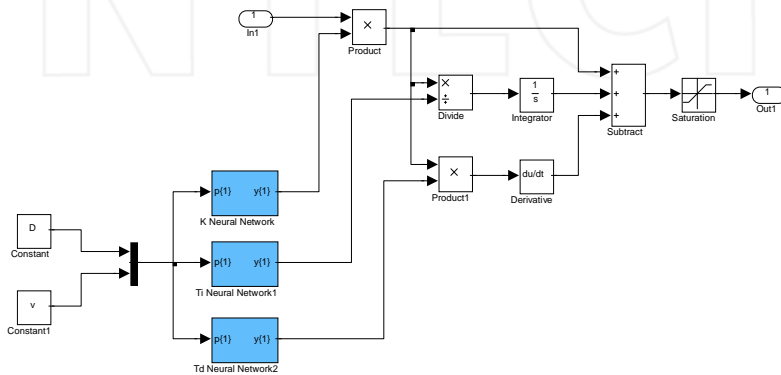 1
In1
×
Product
×
÷
Divide
1
s
Integrator
+
+
+
Subtract
Saturation
1
Out1
×
Product1
du/dt
Derivative
p{1} y{1}
K Neural Network
D
Constant
p{1} y{1}
Ti Neural Network1
v
Constant1
p{1} y{1}
Td Neural Network2